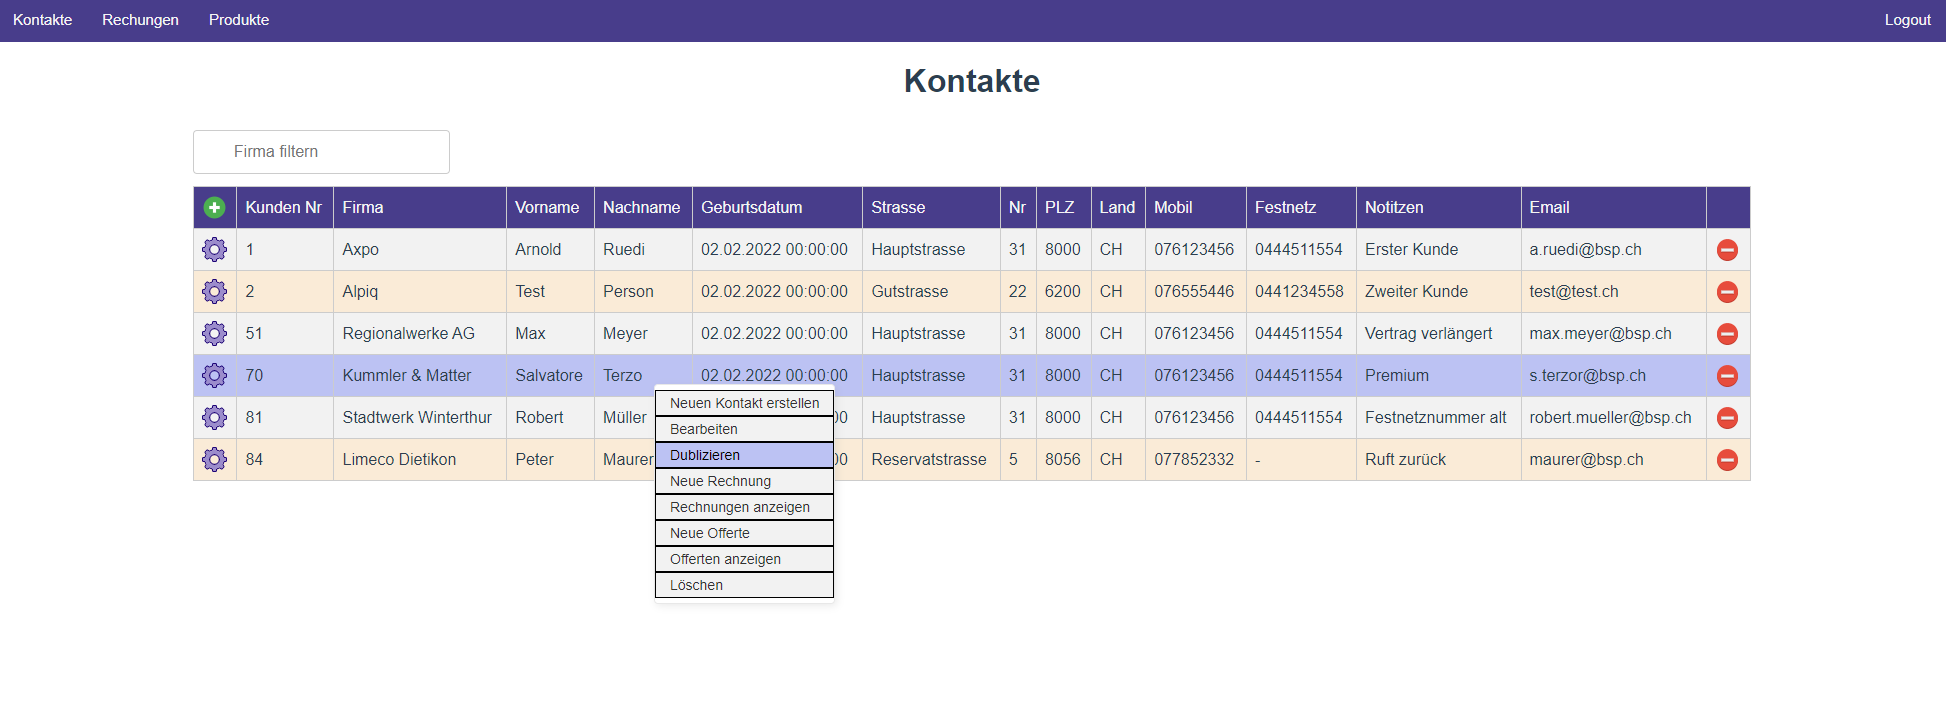 Kontakte Rechungen Produkte Logout
Kontakte
Firma filtern
Kunden Nr Firma Vorname Nachname Geburtsdatum Strasse Nr PLZ Land Mobil Festnetz Notitzen Email
1 Axpo Arnold Ruedi 02.02.2022 00:00:00 Hauptstrasse 31 8000 CH 076123456 0444511554 Erster Kunde a.ruedi@bsp.ch
2 Alpiq Test Person 02.02.2022 00:00:00 Gutstrasse 22 6200 CH 076555446 0441234558 Zweiter Kunde test@test.ch
51 Regionalwerke AG Max Meyer 02.02.2022 00:00:00 Hauptstrasse 31 8000 CH 076123456 0444511554 Vertrag verlängert max.meyer@bsp.ch
70 Kummler & Matter Salvatore Terzo 02.02.2022 00:00:00 Hauptstrasse 31 8000 CH 076123456 0444511554 Premium s.terzor@bsp.ch
81 Stadtwerk Winterthur Robert Müller 00 Hauptstrasse 31 8000 CH 076123456 0444511554 Festnetznummer alt robert.mueller@bsp.ch
84 Limeco Dietikon Peter Maurer 00 Reservatstrasse 5 8056 CH 077852332 - Ruft zurück maurer@bsp.ch
Neuen Kontakt erstellen
Bearbeiten
Dublizieren
Neue Rechnung
Rechnungen anzeigen
Neue Offerte
Offerten anzeigen
Löschen